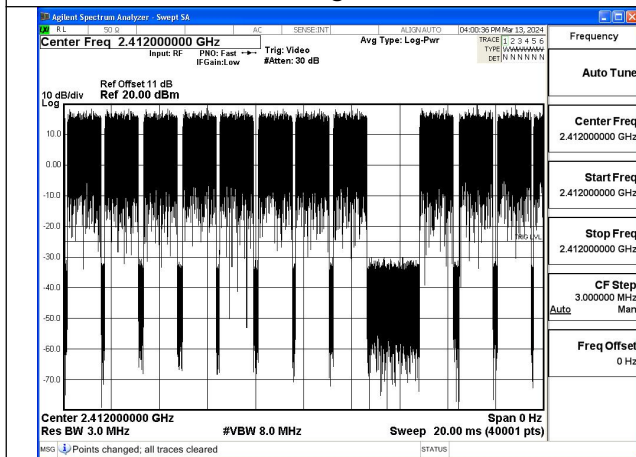 Agilent Spectrum Analyzer - Swept SA
RL 50 Ω AC SENSE:INT ALIGNAUTO 04:00:36 PM Mar 13, 2024
Center Freq 2.412000000 GHz
Input: RF PNO: Fast
IFGain:Low
Trig: Video
#Atten: 30 dB
Avg Type: Log-Pwr
TRACE 1 2 3 4 5 6
TYPE WWWWWW
DET N N N N N N
Frequency
Auto Tune
Ref Offset 11 dB
10 dB/div Ref 20.00 dBm
Log
10.0
0.00
-10.0
-20.0
-30.0
-40.0
-50.0
-60.0
-70.0
TRIG LVL
Center Freq
2.412000000 GHz
Start Freq
2.412000000 GHz
Stop Freq
2.412000000 GHz
CF Step
3.000000 MHz
Auto Man
Freq Offset
0 Hz
Center 2.412000000 GHz Span 0 Hz
Res BW 3.0 MHz #VBW 8.0 MHz Sweep 20.00 ms (40001 pts)
MSG Points changed; all traces cleared STATUS